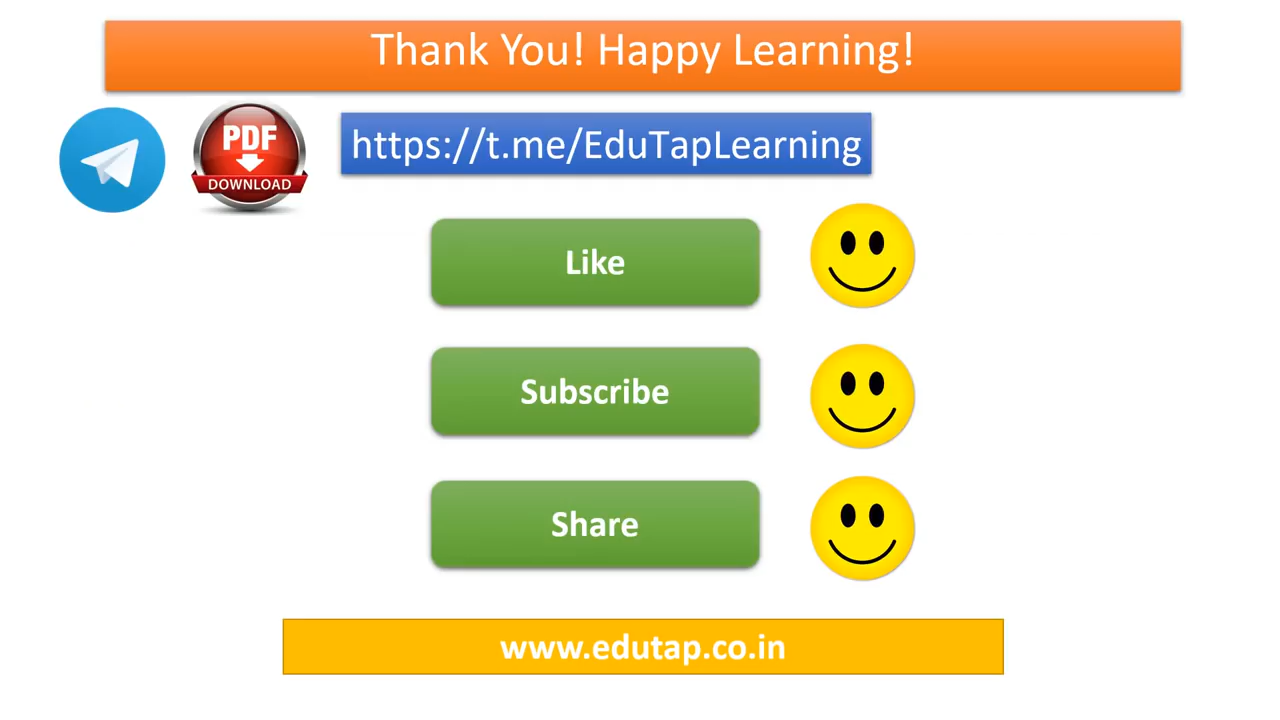 Thank You! Happy Learning!
PDF
DOWNLOAD
https://t.me/EduTapLearning
Like
Subscribe
Share
www.edutap.co.in